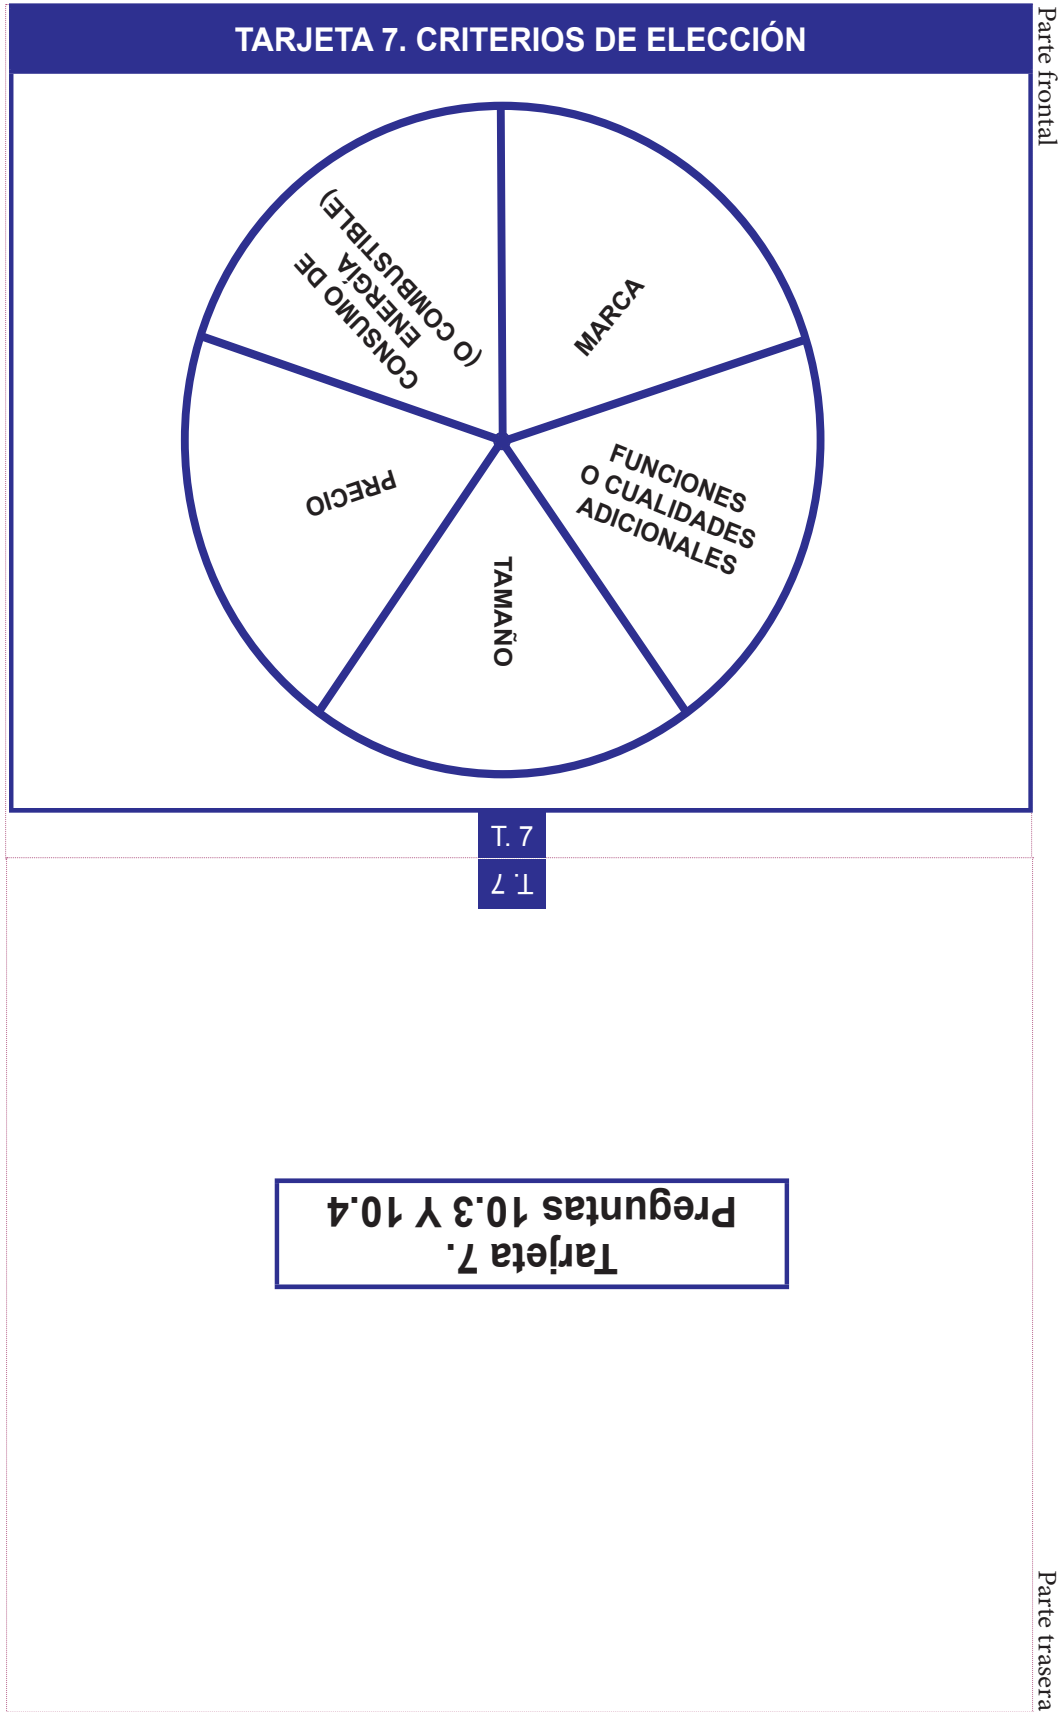 TARJETA 7. CRITERIOS DE ELECCIÓN
Parte frontal
MARCA
FUNCIONES
O CUALIDADES
ADICIONALES
TAMAÑO
PRECIO
CONSUMO DE
ENERGÍA
(O COMBUSTIBLE)
T. 7
T. 7
Tarjeta 7.
Preguntas 10.3 Y 10.4
Parte trasera